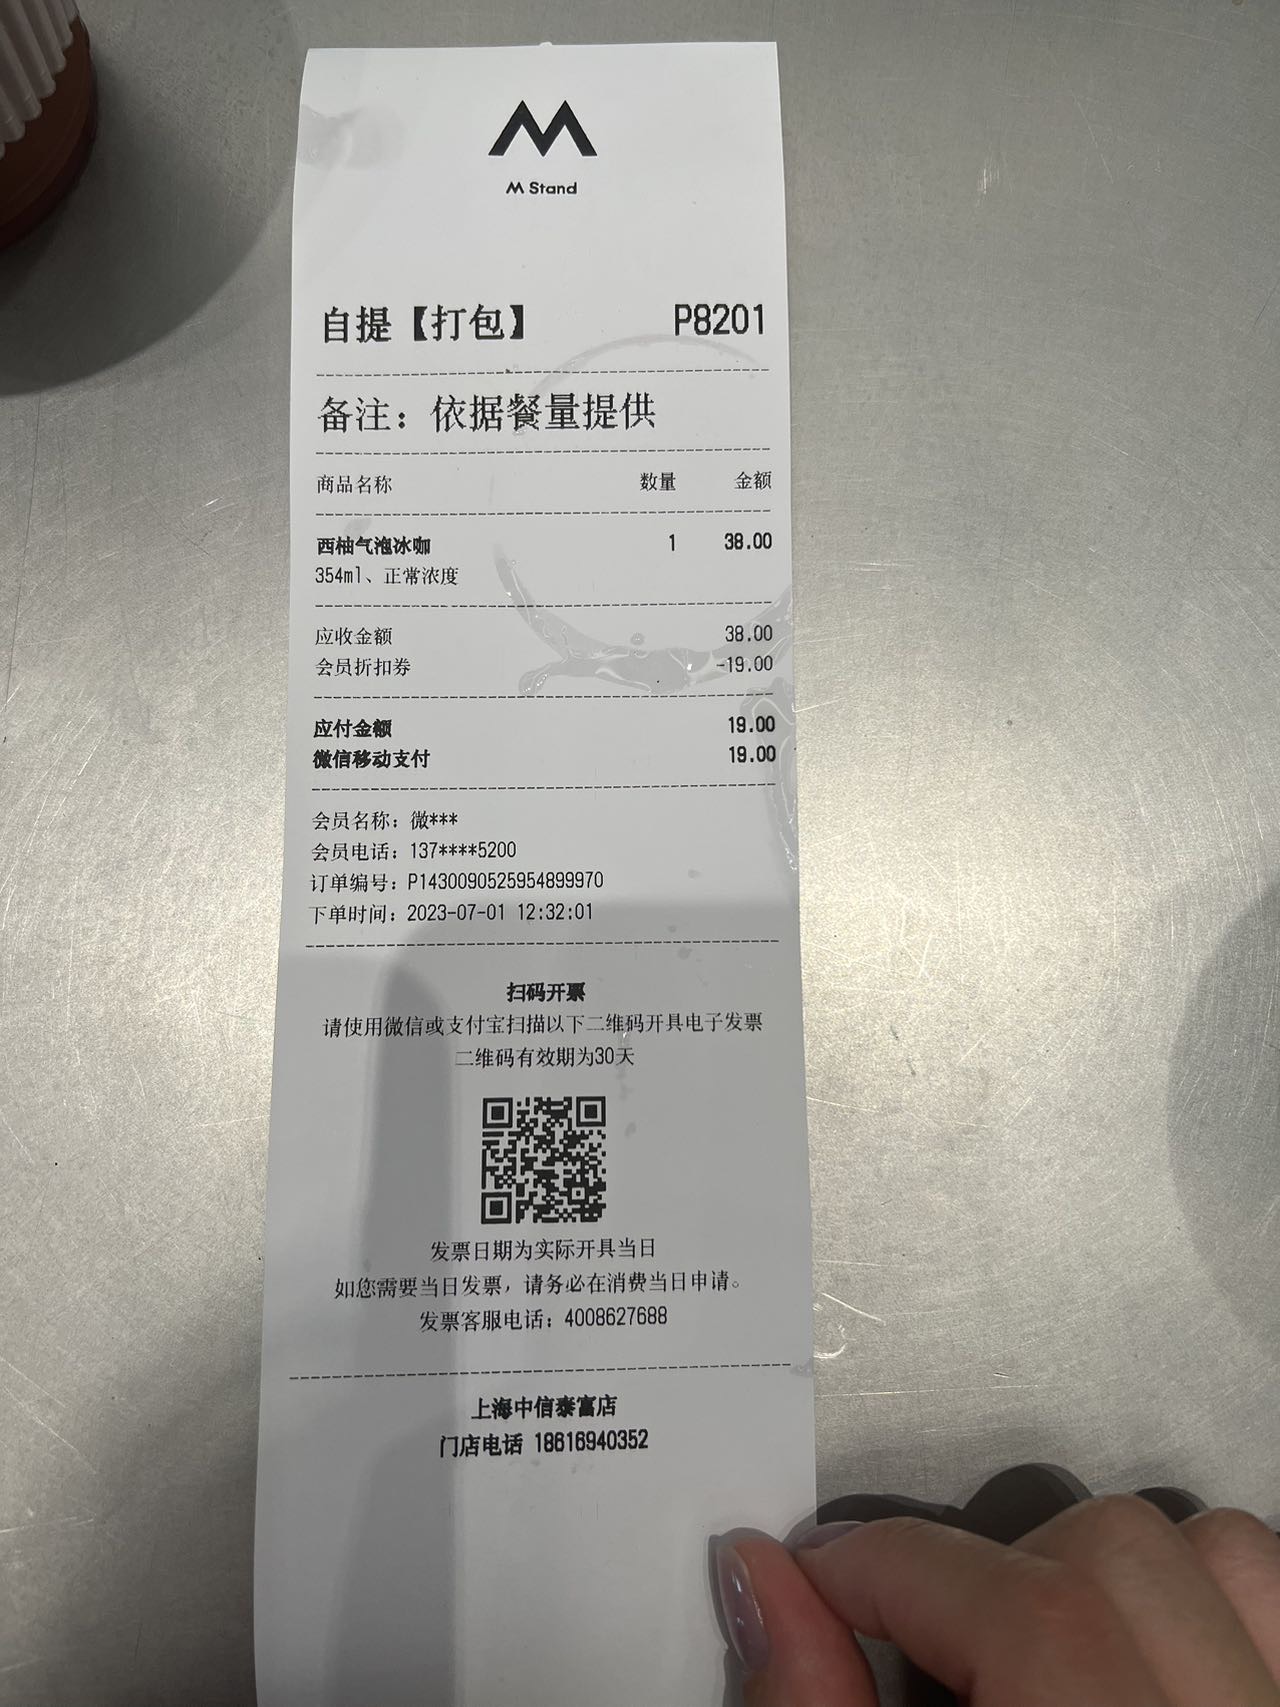 M Stand
自提【打包】 P8201
备注：依据餐量提供
商品名称 数量 金额
西柚气泡冰咖 1 38.00
354ml、正常浓度
应收金额 38.00
会员折扣券 -19.00
应付金额 19.00
微信移动支付 19.00
会员名称：微***
会员电话：137****5200
订单编号：P1430090525954899970
下单时间：2023-07-01 12:32:01
扫码开票
请使用微信或支付宝扫描以下二维码开具电子发票
二维码有效期为30天
发票日期为实际开具当日
如您需要当日发票，请务必在消费当日申请。
发票客服电话：4008627688
上海中信泰富店
门店电话 18616940352